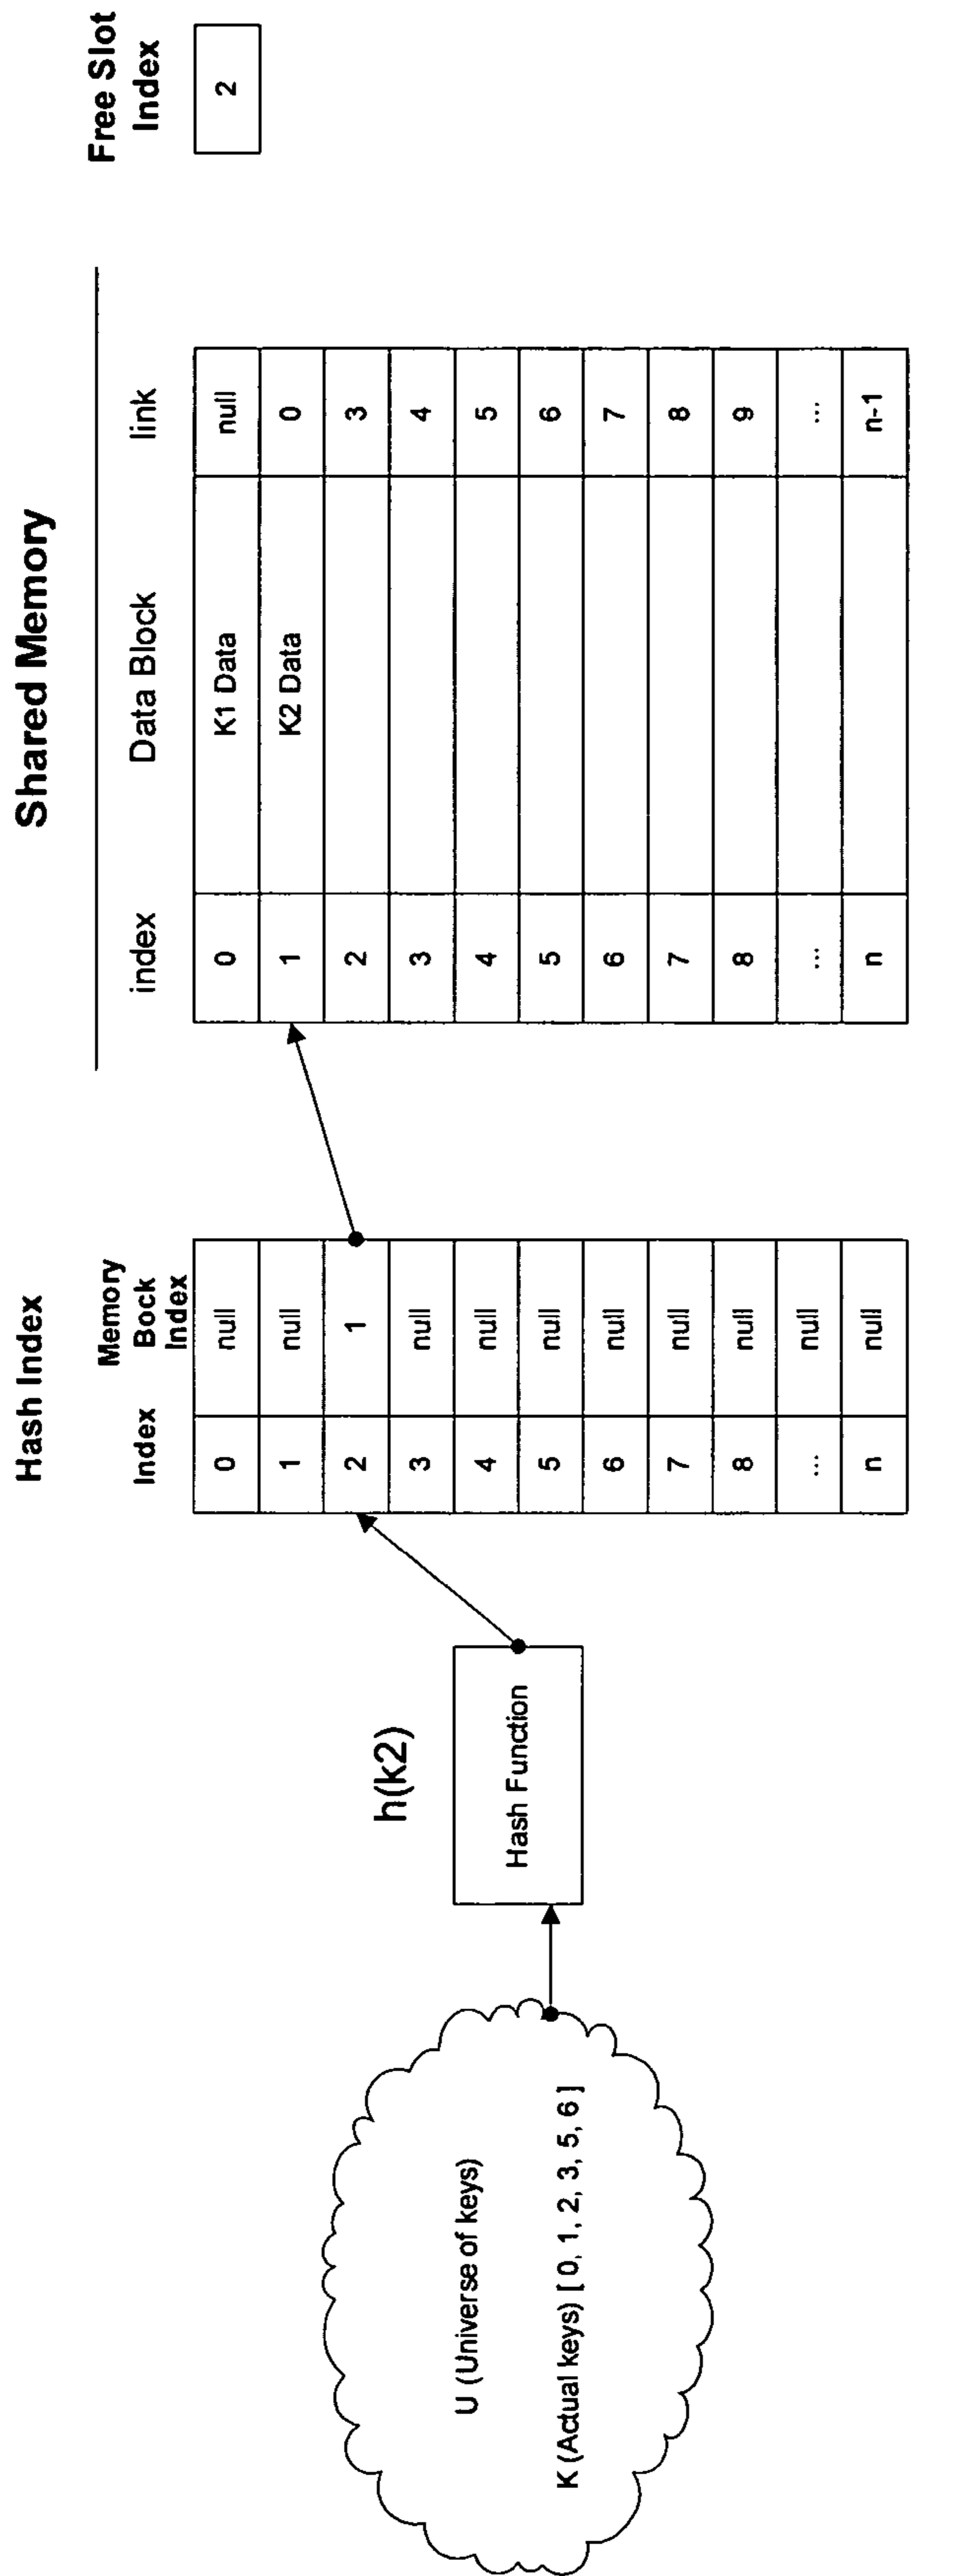 Hash Index
Shared Memory
Free Slot
Index
2
h(k2)
Hash Function
U (Universe of keys)
K (Actual keys) [ 0, 1, 2, 3, 5, 6 ]
Memory
Index Bock
Index
0 null
1 null
2 1
3 null
4 null
5 null
6 null
7 null
8 null
... null
n null
index Data Block link
0 K1 Data null
1 K2 Data 0
2 3
3 4
4 5
5 6
6 7
7 8
8 9
... ...
n n-1